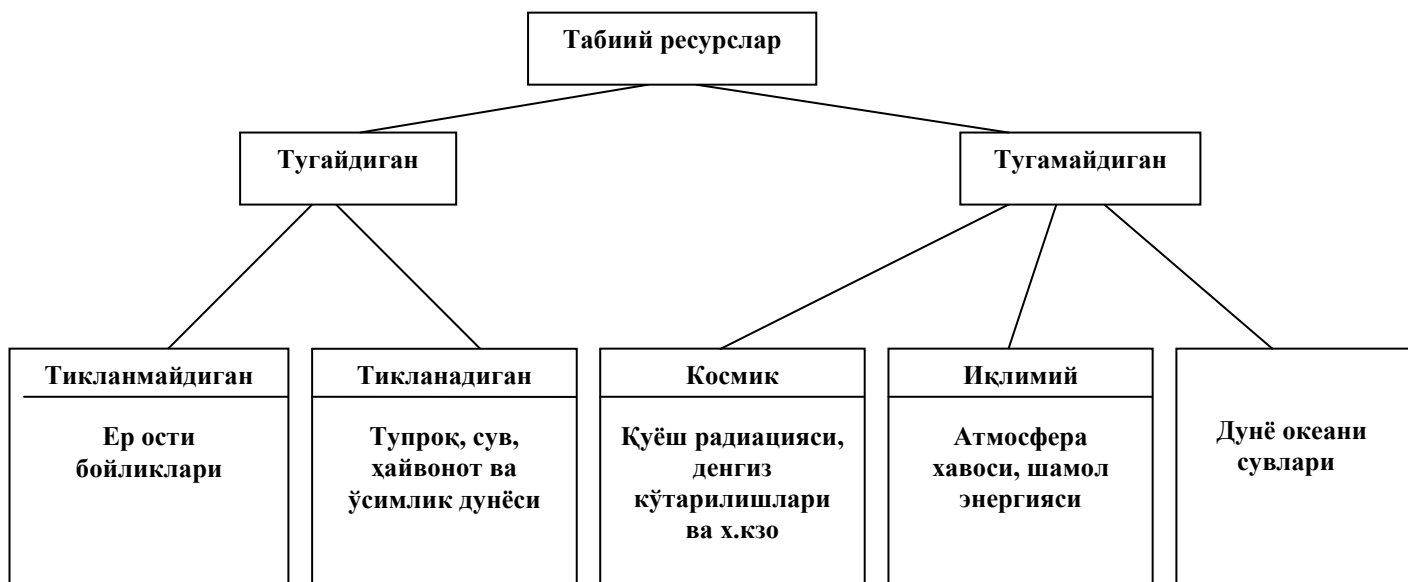 Табиий ресурслар
Тугайдиган
Тугамайдиган
Тикланмайдиган
Ер ости
бойликлари
Тикланадиган
Тупроқ, сув,
ҳайвонот ва
ўсимлик дунёси
Космик
Қуёш радиацияси,
денгиз
кўтарилишлари
ва х.кзо
Иқлимий
Атмосфера
хавоси, шамол
энергияси
Дунё океани
сувлари